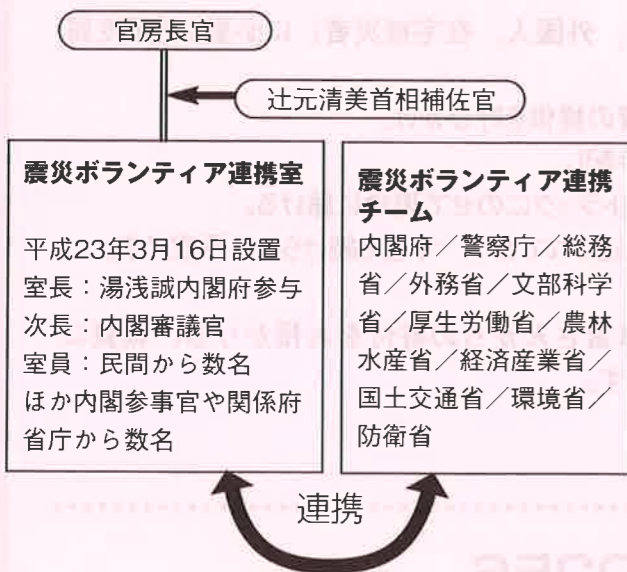 官房長官
辻元清美首相補佐官
震災ボランティア連携室
平成23年3月16日設置
室長：湯浅誠内閣府参与
次長：内閣審議官
室員：民間から数名
ほか内閣参事官や関係府
省庁から数名
震災ボランティア連携
チーム
内閣府／警察庁／総務
省／外務省／文部科学
省／厚生労働省／農林
水産省／経済産業省／
国土交通省／環境省／
防衛省
連携